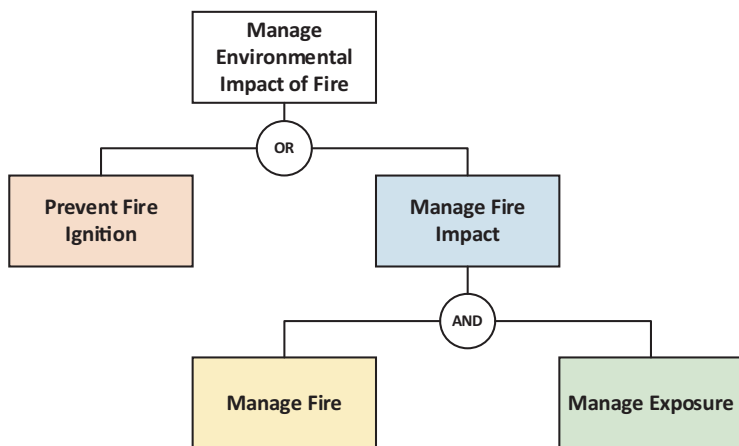 Manage
Environmental
Impact of Fire
OR
Prevent Fire
Ignition
Manage Fire
Impact
AND
Manage Fire
Manage Exposure